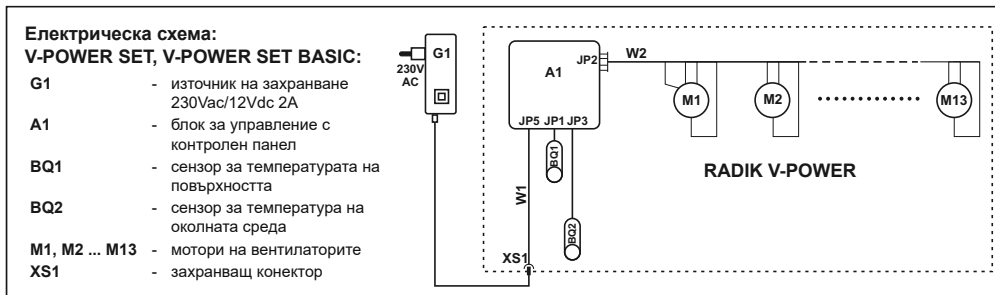 Електрическа схема:
V-POWER SET, V-POWER SET BASIC:
G1 - източник на захранване
230Vac/12Vdc 2A
A1 - блок за управление с
контролен панел
BQ1 - сензор за температурата на
повърхността
BQ2 - сензор за температура на
околната среда
M1, M2 ... M13 - мотори на вентилаторите
XS1 - захранващ конектор
G1
230V
AC
A1
JP2
W2
JP5 JP1 JP3
BQ1
BQ2
W1
XS1
M1
M2
M13
RADIK V-POWER